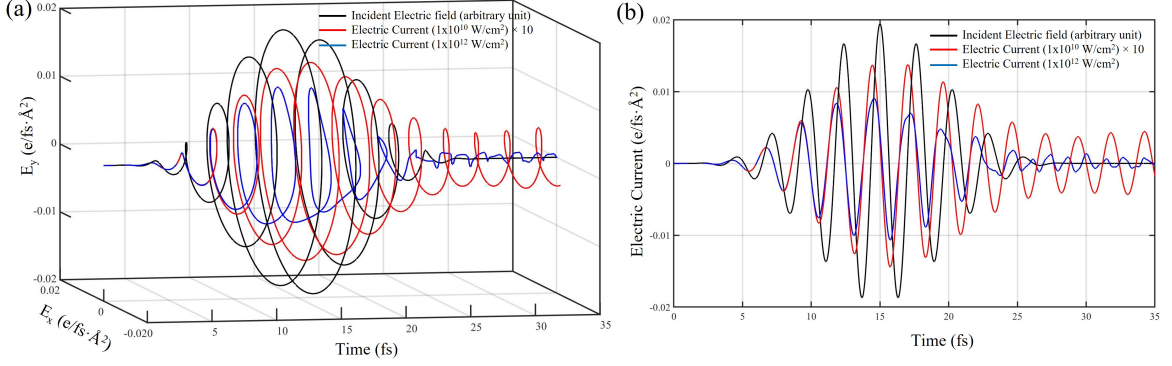 (a)
0.02
0.01
0
-0.01
-0.02
E_y (e/fs·Å²)
Incident Electric field (arbitrary unit)
Electric Current (1x10¹⁰ W/cm²) × 10
Electric Current (1x10¹² W/cm²)
0.02
0
-0.02
E_x (e/fs·Å²)
0
5
10
15
20
25
30
35
Time (fs)
(b)
0.02
0.01
0
-0.01
-0.02
Electric Current (e/fs·Å²)
Incident Electric field (arbitrary unit)
Electric Current (1x10¹⁰ W/cm²) × 10
Electric Current (1x10¹² W/cm²)
0
5
10
15
20
25
30
35
Time (fs)